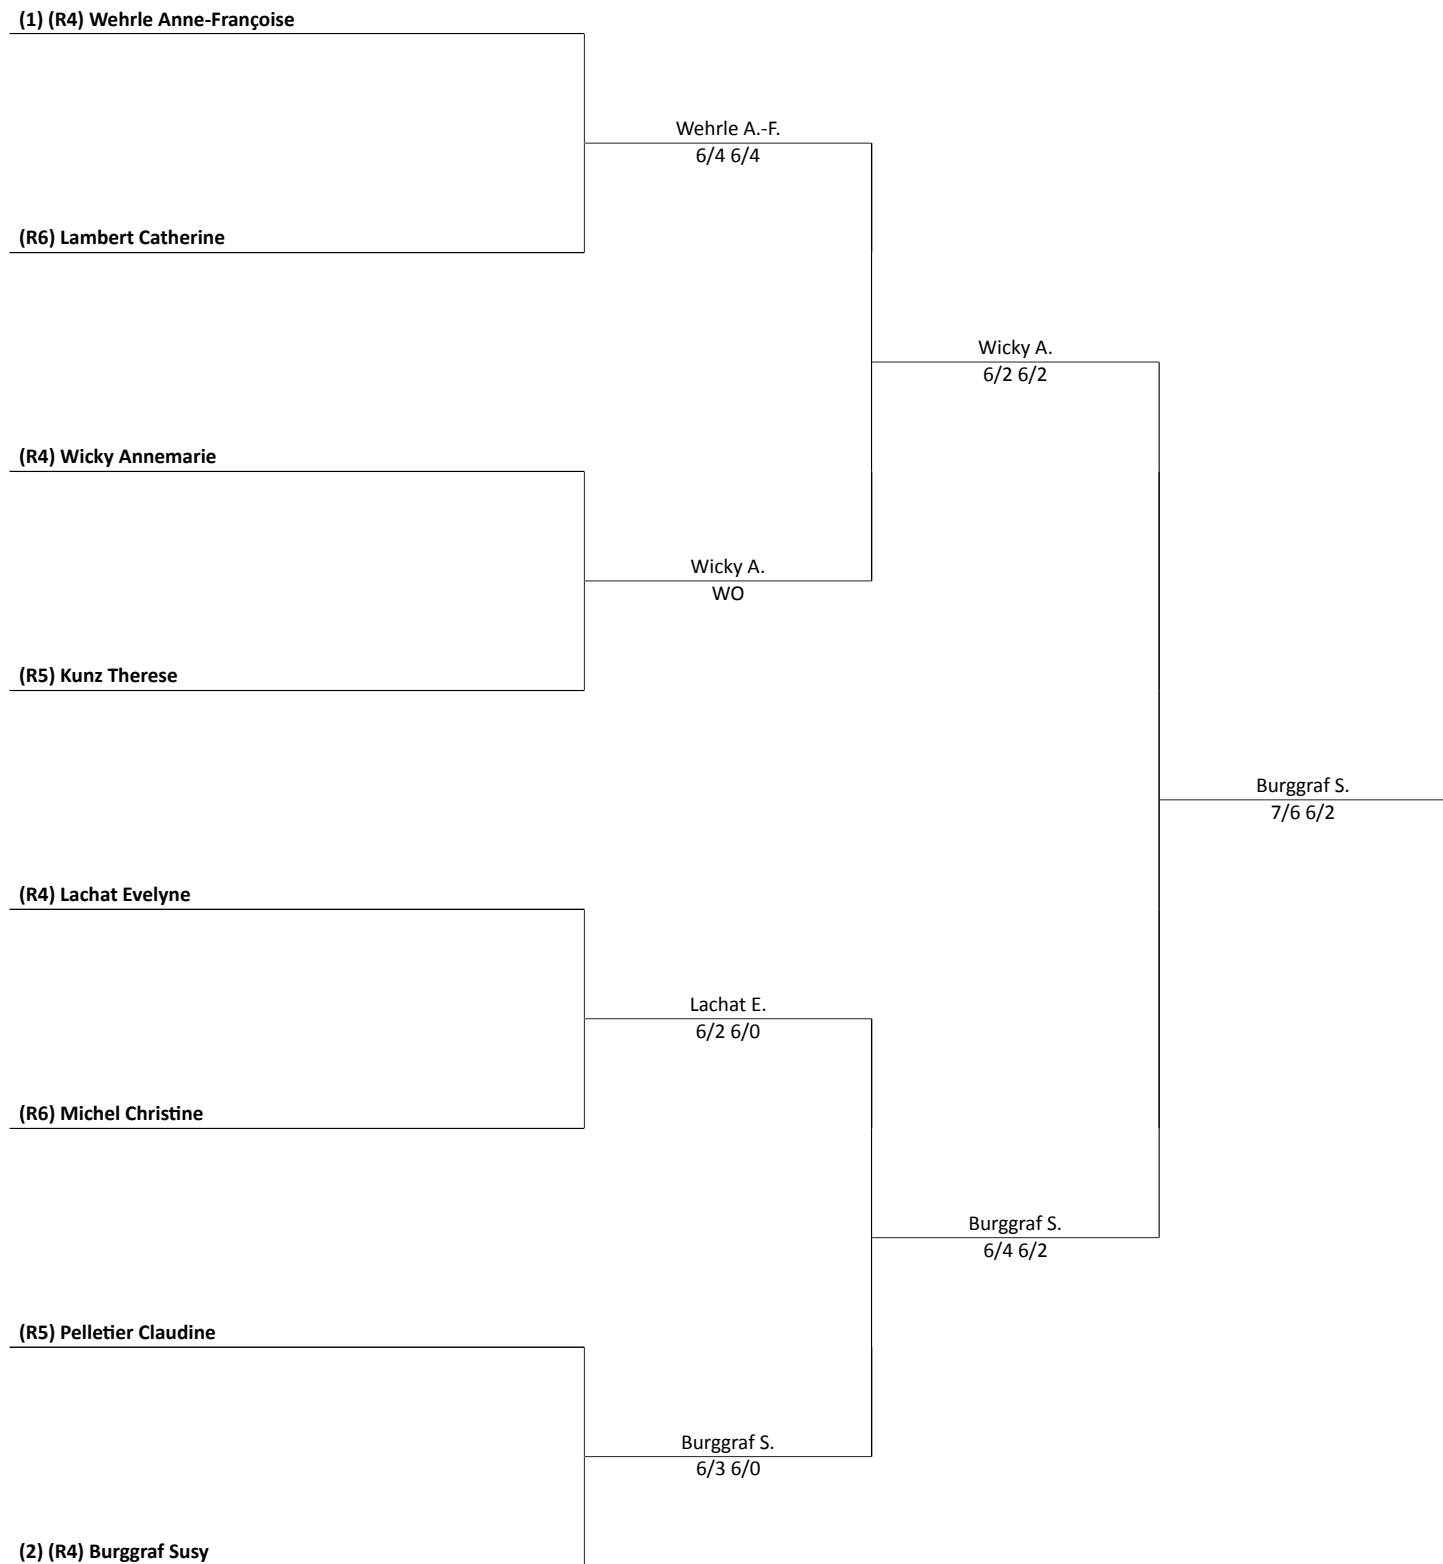 (1) (R4) Wehrle Anne-Françoise
Wehrle A.-F.
6/4 6/4
(R6) Lambert Catherine
Wicky A.
6/2 6/2
(R4) Wicky Annemarie
Wicky A.
WO
(R5) Kunz Therese
Burggraf S.
7/6 6/2
(R4) Lachat Evelyne
Lachat E.
6/2 6/0
(R6) Michel Christine
Burggraf S.
6/4 6/2
(R5) Pelletier Claudine
Burggraf S.
6/3 6/0
(2) (R4) Burggraf Susy